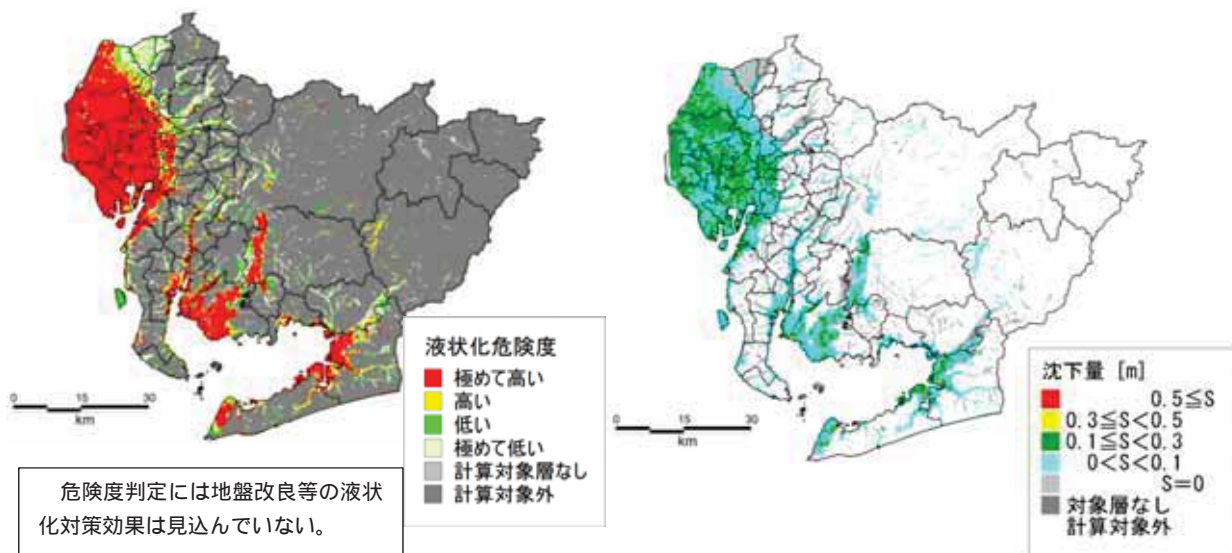 0 15 30
km
液状化危険度
極めて高い
高い
低い
極めて低い
計算対象層なし
計算対象外
危険度判定には地盤改良等の液状
化対策効果は見込んでいない。
0 15 30
km
沈下量 [m]
0.5≦S
0.3≦S<0.5
0.1≦S<0.3
0<S<0.1
S=0
対象層なし
計算対象外